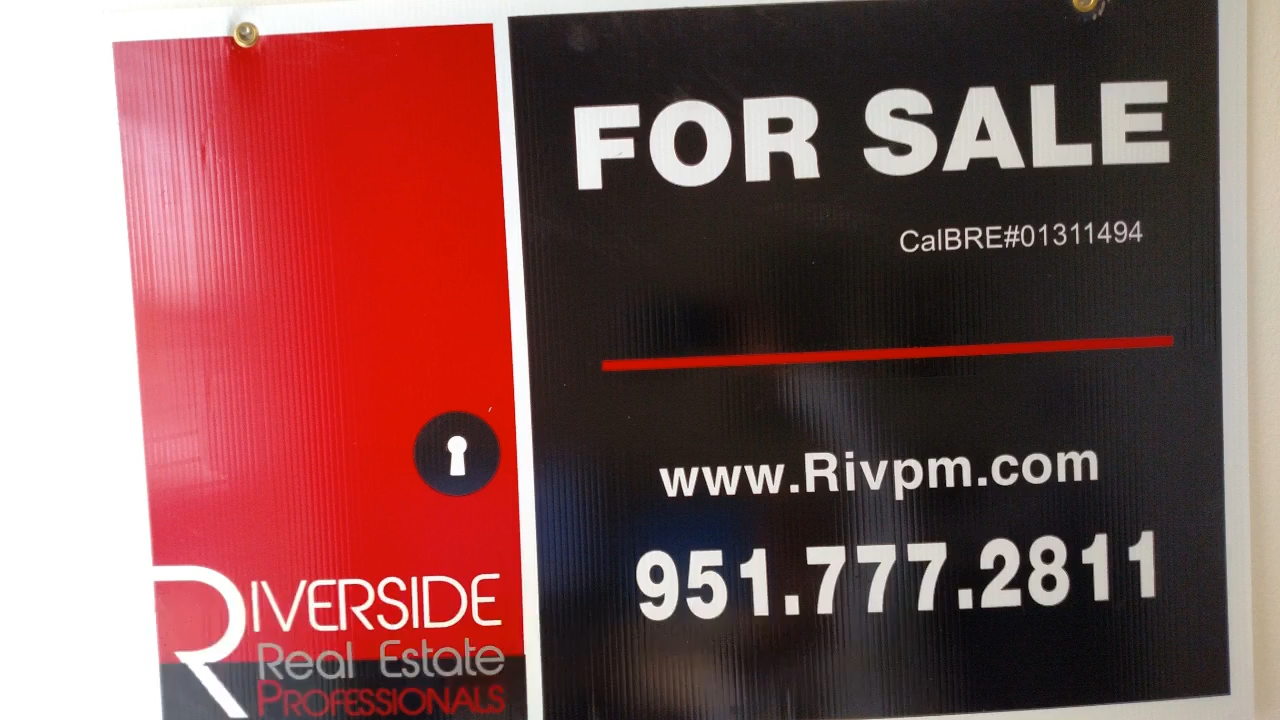 FOR SALE
CalBRE#01311494
www.Rivpm.com
951.777.2811
RIVERSIDE
Real Estate
PROFESSIONALS